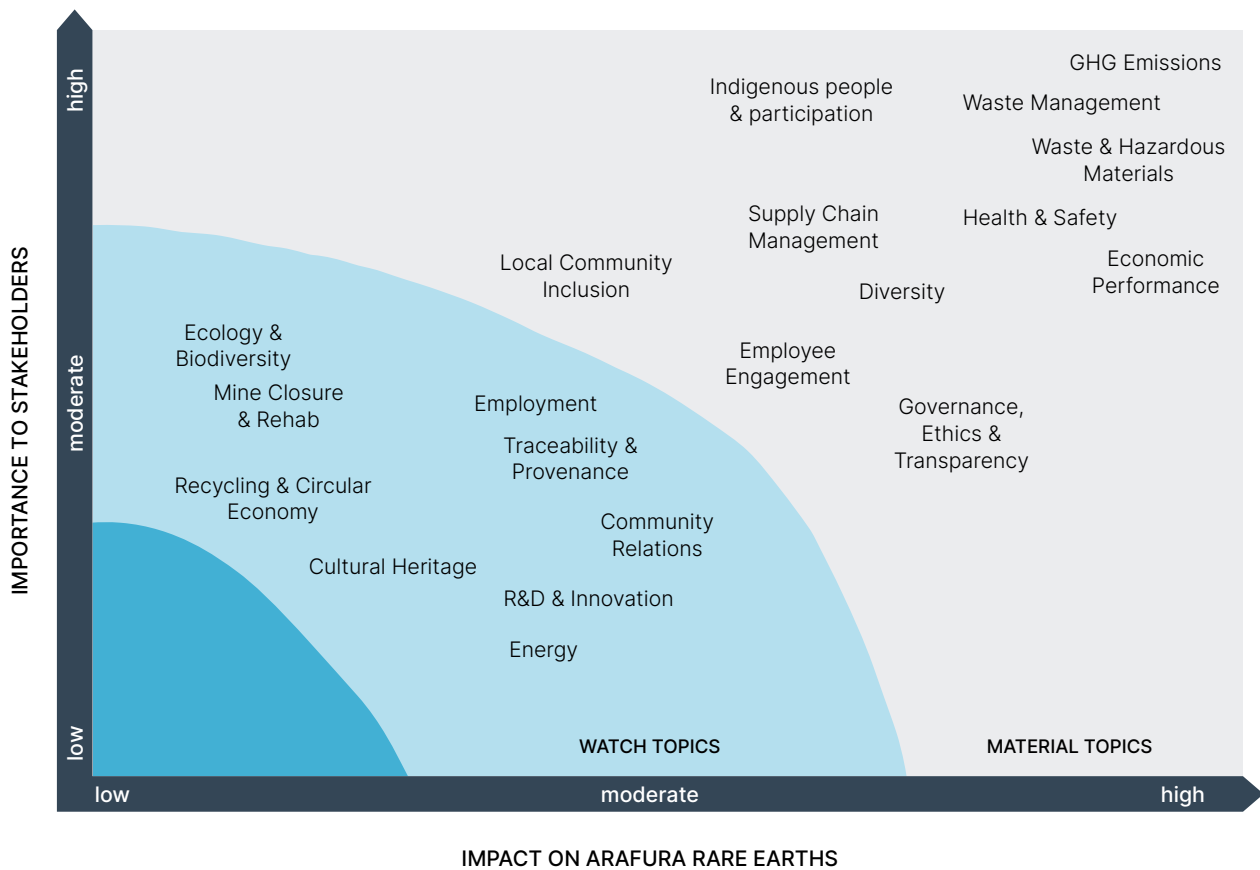 GHG Emissions
Indigenous people
& participation
Waste Management
Waste & Hazardous
Materials
Supply Chain
Management
Health & Safety
Local Community
Inclusion
Economic
Performance
Diversity
Ecology &
Biodiversity
Employee
Engagement
Mine Closure
& Rehab
Employment
Governance,
Ethics &
Transparency
Traceability &
Provenance
Recycling & Circular
Economy
Community
Relations
Cultural Heritage
R&D & Innovation
Energy
WATCH TOPICS
MATERIAL TOPICS
IMPORTANCE TO STAKEHOLDERS
high
moderate
low
low
moderate
high
IMPACT ON ARAFURA RARE EARTHS